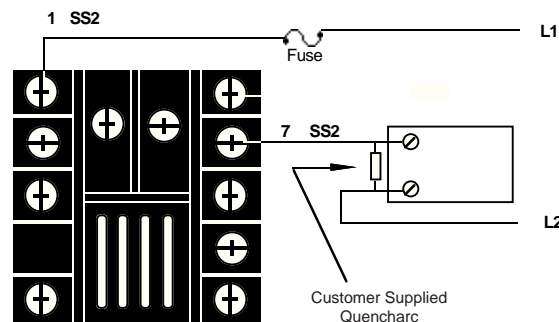 1 SS2
L1
Fuse
7 SS2
L2
Customer Supplied
Quencharc